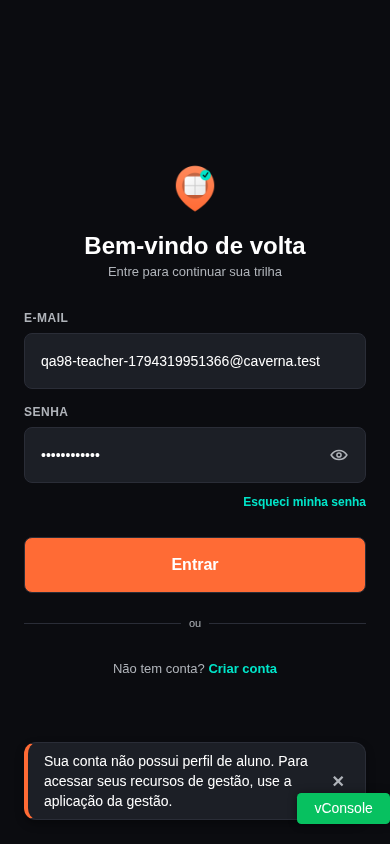 Bem-vindo de volta
Entre para continuar sua trilha
E-MAIL
qa98-teacher-1794319951366@caverna.test
SENHA
••••••••••••
Esqueci minha senha
Entrar
ou
Não tem conta? Criar conta
Sua conta não possui perfil de aluno. Para
acessar seus recursos de gestão, use a
aplicação da gestão.
vConsole